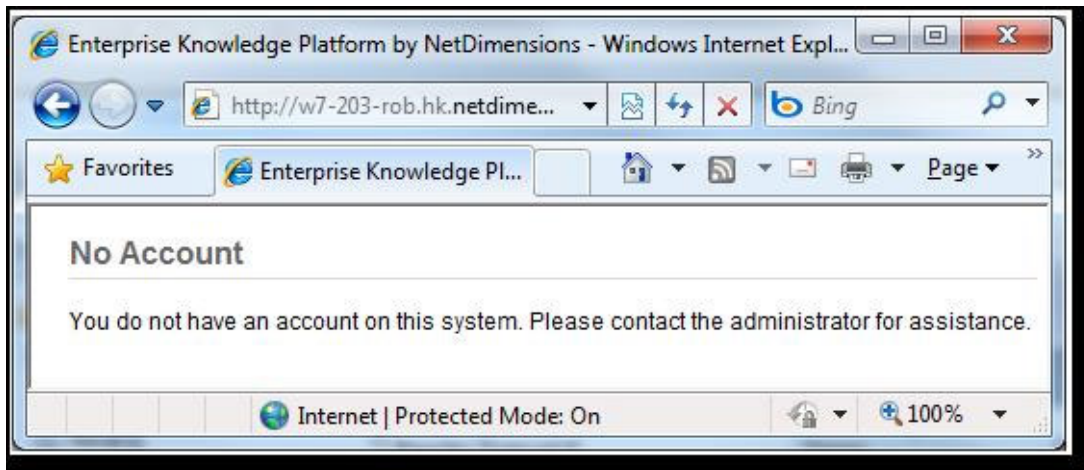 Enterprise Knowledge Platform by NetDimensions - Windows Internet Expl...
http://w7-203-rob.hk.netdime...
Bing
Favorites
Enterprise Knowledge Pl...
Page
No Account
You do not have an account on this system. Please contact the administrator for assistance.
Internet | Protected Mode: On
100%